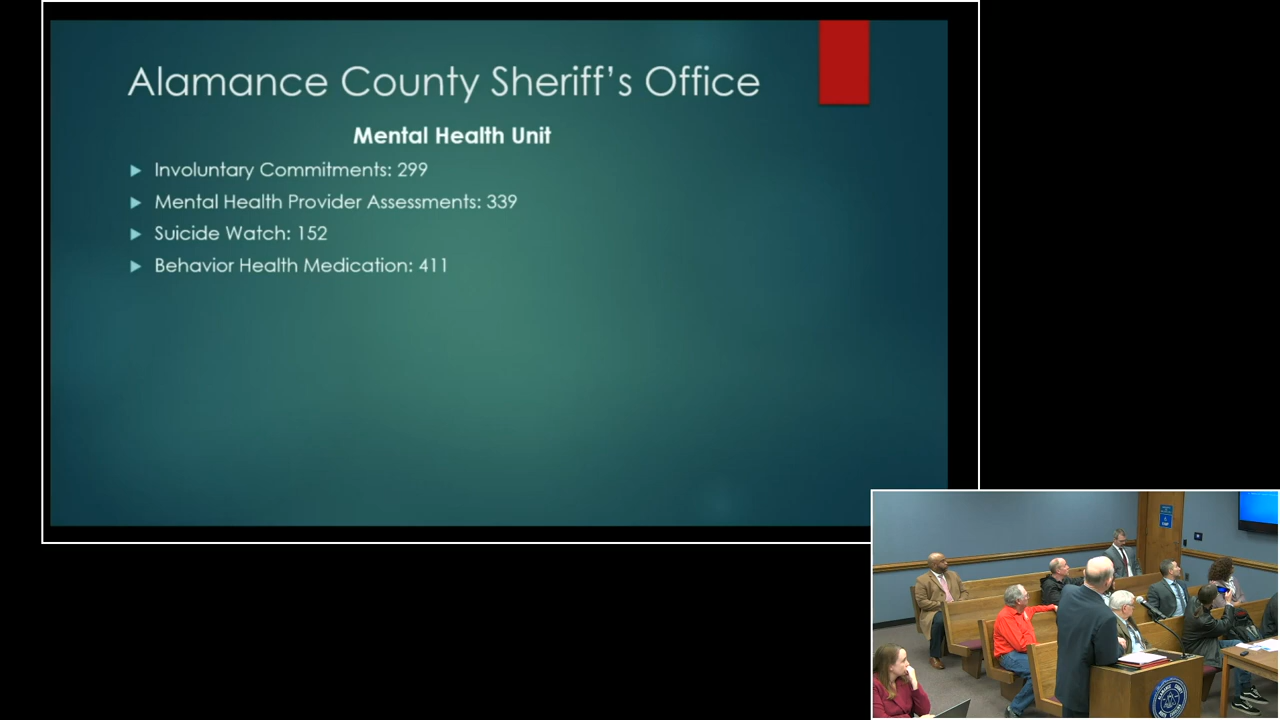 Alamance County Sheriff's Office
Mental Health Unit
Involuntary Commitments: 299
Mental Health Provider Assessments: 339
Suicide Watch: 152
Behavior Health Medication: 411